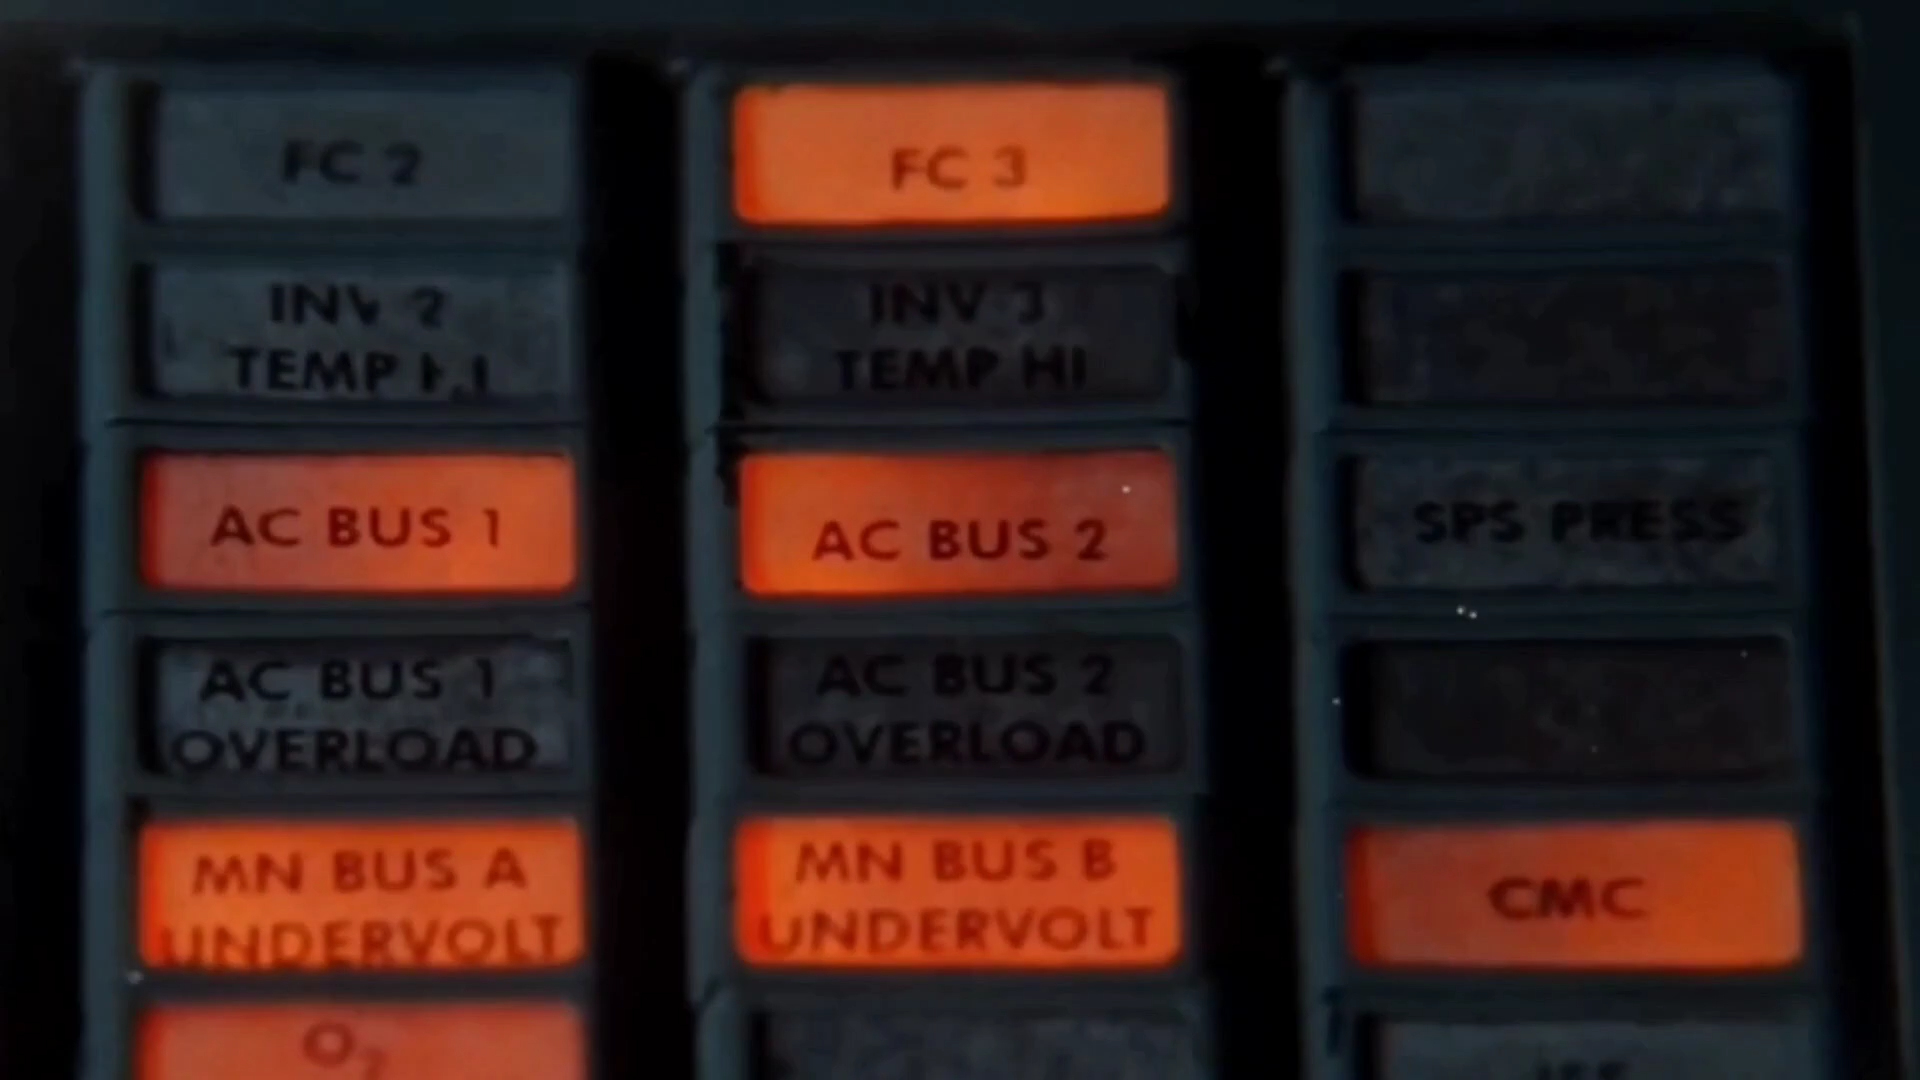 FC 2
FC 3
INV 2
TEMP HI
INV 3
TEMP HI
AC BUS 1
AC BUS 2
SPS PRESS
AC BUS 1
OVERLOAD
AC BUS 2
OVERLOAD
MN BUS A
UNDERVOLT
MN BUS B
UNDERVOLT
CMC
O₂